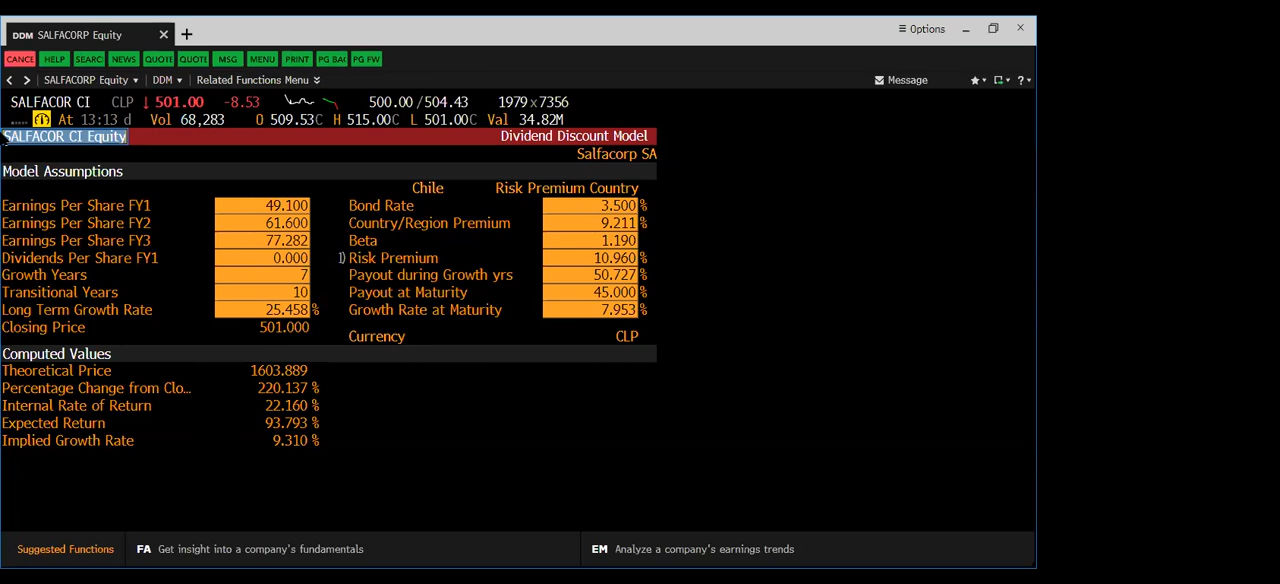 DDM SALFACORP Equity × +
Options
CANCE HELP SEARC NEWS QUOTE QUOTE MSG MENU PRINT PG BAC PG FW
< > SALFACORP Equity DDM Related Functions Menu
Message
SALFACOR CI CLP ↓ 501.00 -8.53 500.00/504.43 1979x7356
At 13:13 d Vol 68,283 O 509.53C H 515.00C L 501.00C Val 34.82M
SALFACOR CI Equity Dividend Discount Model
Salfacorp SA
Model Assumptions
Chile Risk Premium Country
Earnings Per Share FY1 49.100 Bond Rate 3.500 %
Earnings Per Share FY2 61.600 Country/Region Premium 9.211 %
Earnings Per Share FY3 77.282 Beta 1.190
Dividends Per Share FY1 0.000 1) Risk Premium 10.960 %
Growth Years 7 Payout during Growth yrs 50.727 %
Transitional Years 10 Payout at Maturity 45.000 %
Long Term Growth Rate 25.458 % Growth Rate at Maturity 7.953 %
Closing Price 501.000
Currency CLP
Computed Values
Theoretical Price 1603.889
Percentage Change from Clo... 220.137 %
Internal Rate of Return 22.160 %
Expected Return 93.793 %
Implied Growth Rate 9.310 %
Suggested Functions FA Get insight into a company's fundamentals EM Analyze a company's earnings trends